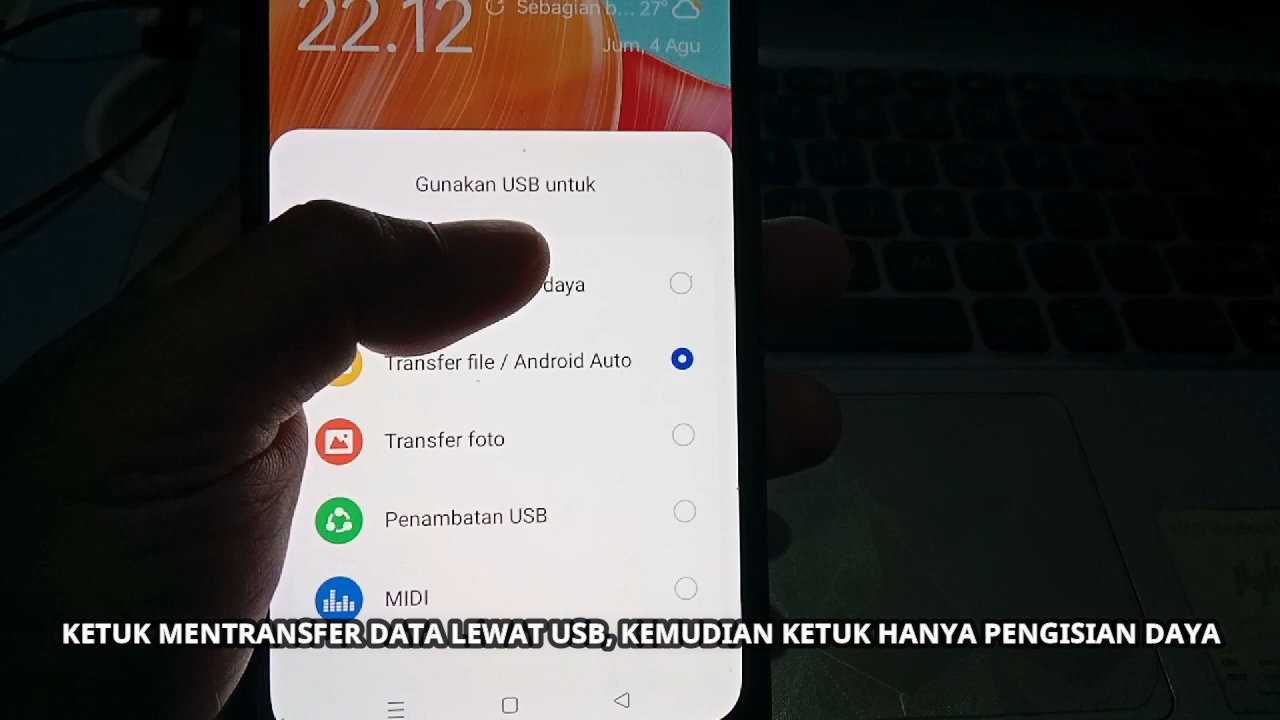 22.12
Sebagian b... 27°
Jum, 4 Agu
Gunakan USB untuk
daya
Transfer file / Android Auto
Transfer foto
Penambatan USB
MIDI
KETUK MENTRANSFER DATA LEWAT USB, KEMUDIAN KETUK HANYA PENGISIAN DAYA